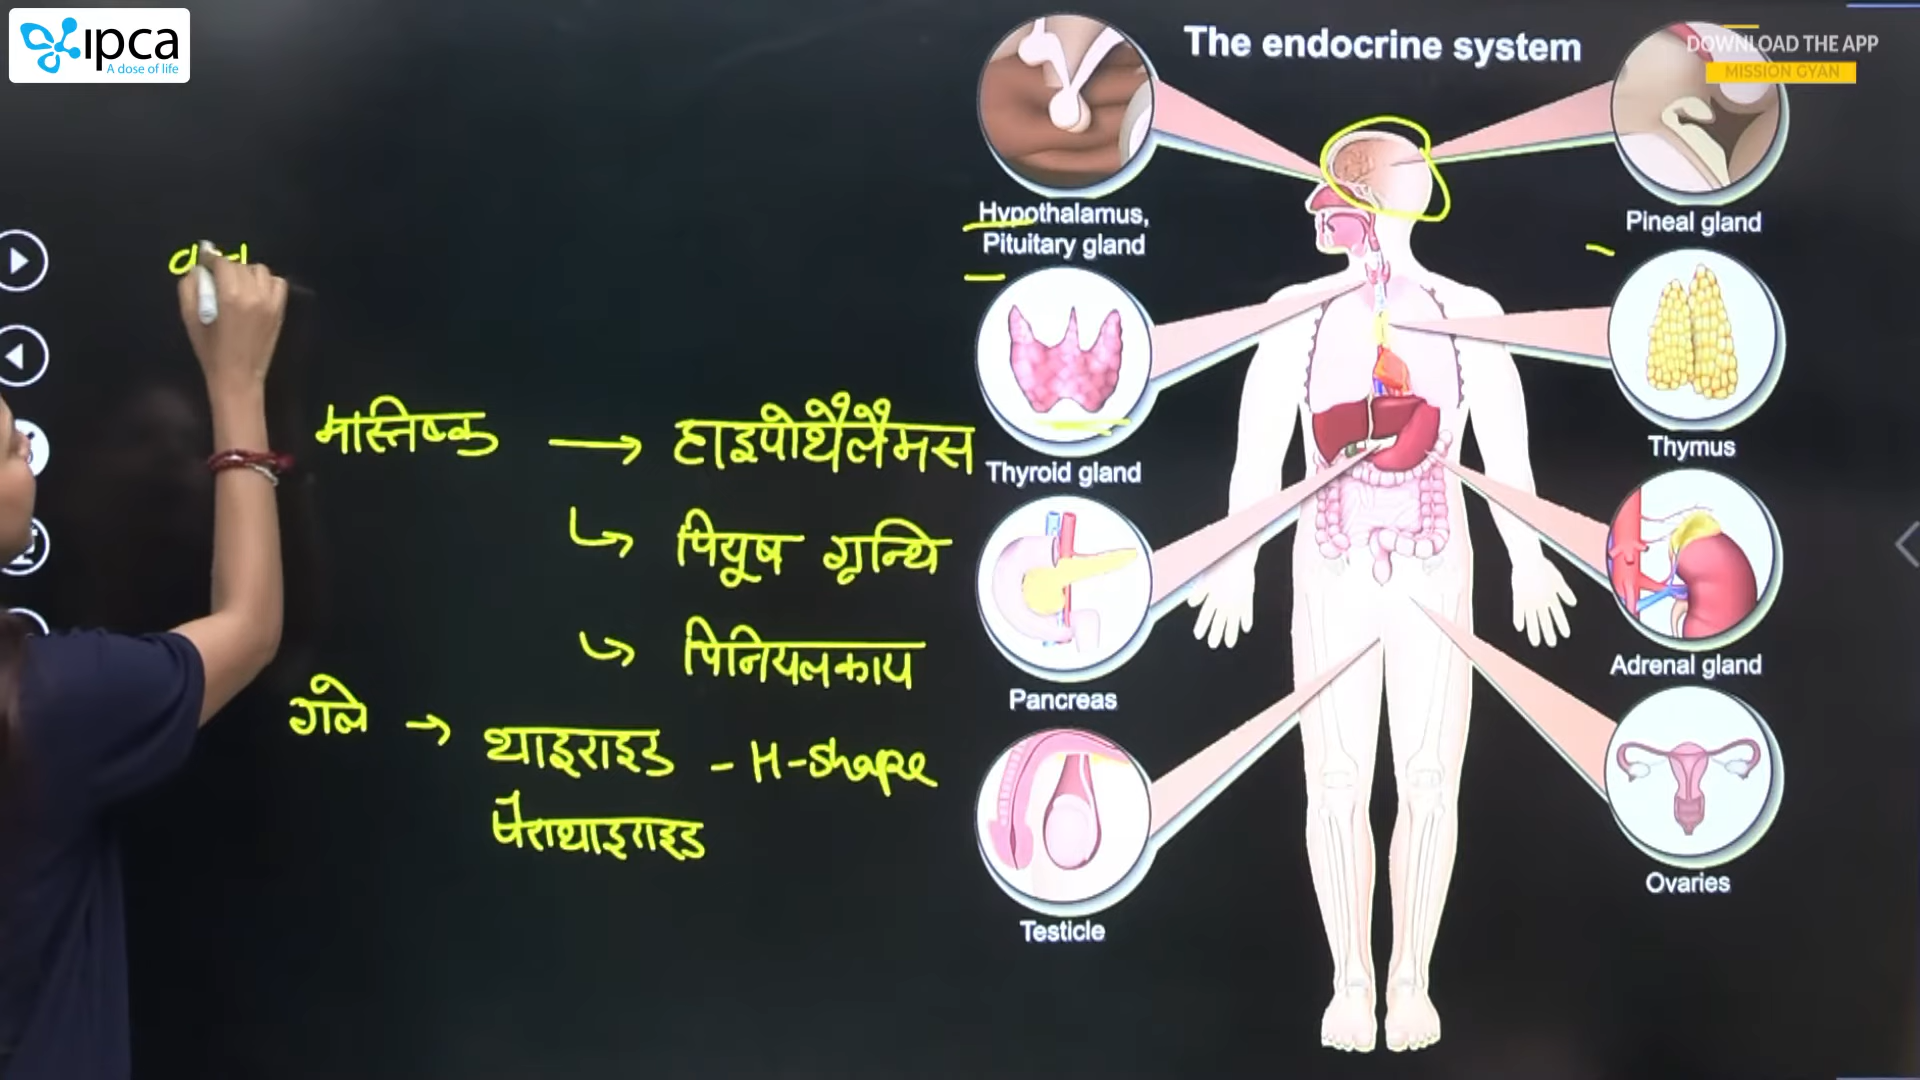 ipca
A dose of life
The endocrine system
DOWNLOAD THE APP
MISSION GYAN
Hypothalamus,
Pituitary gland
Pineal gland
मस्तिष्क → हाइपोथैलेमस
Thyroid gland
Thymus
↳ पियूष ग्रन्थि
↳ पिनियलकाय
Pancreas
Adrenal gland
गले → थाइराइड - H-shape
पैराथाइराइड
Testicle
Ovaries